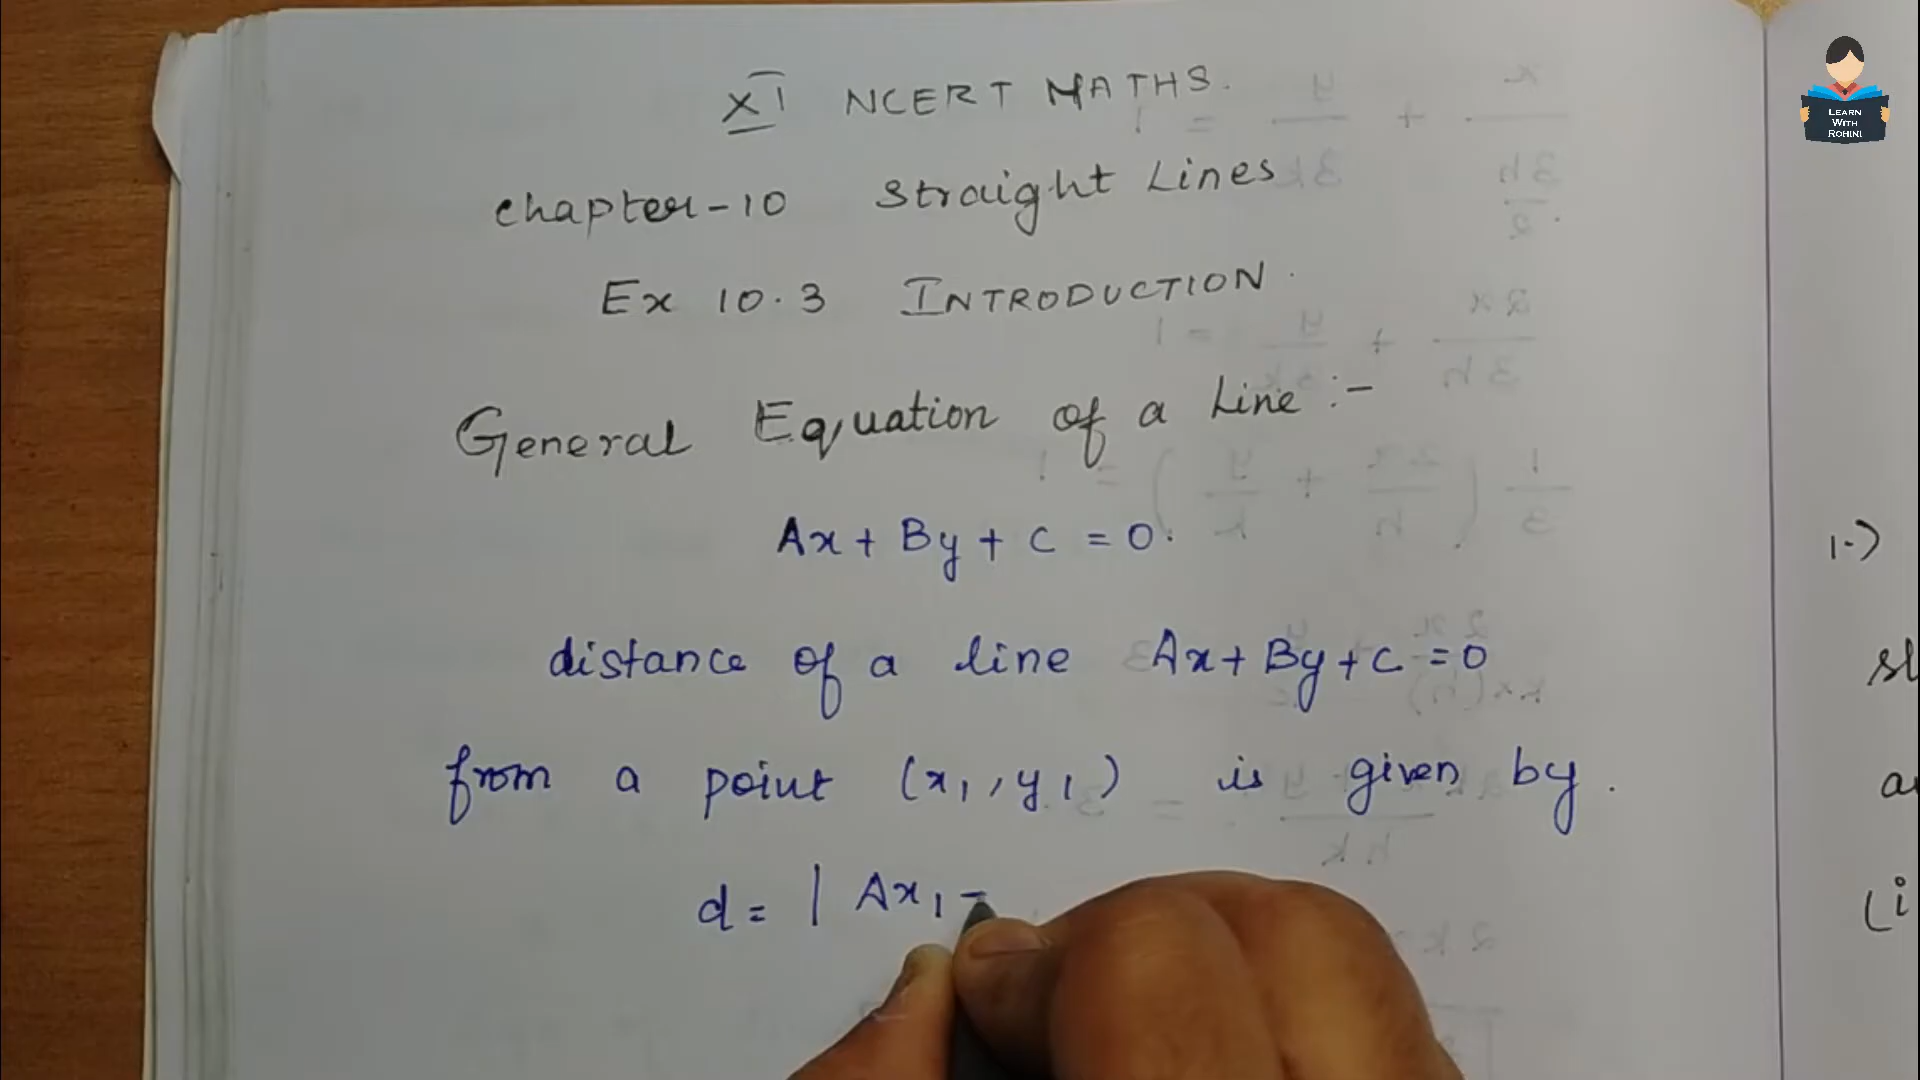 XI NCERT MATHS.
Chapter-10 Straight Lines
Ex 10.3 INTRODUCTION.
General Equation of a Line :-
Ax + By + C = 0.
distance of a line Ax + By + C = 0
from a point (x₁, y₁) is given by.
d = | Ax₁ -
1.)
(i
LEARN
WITH
ROHINI